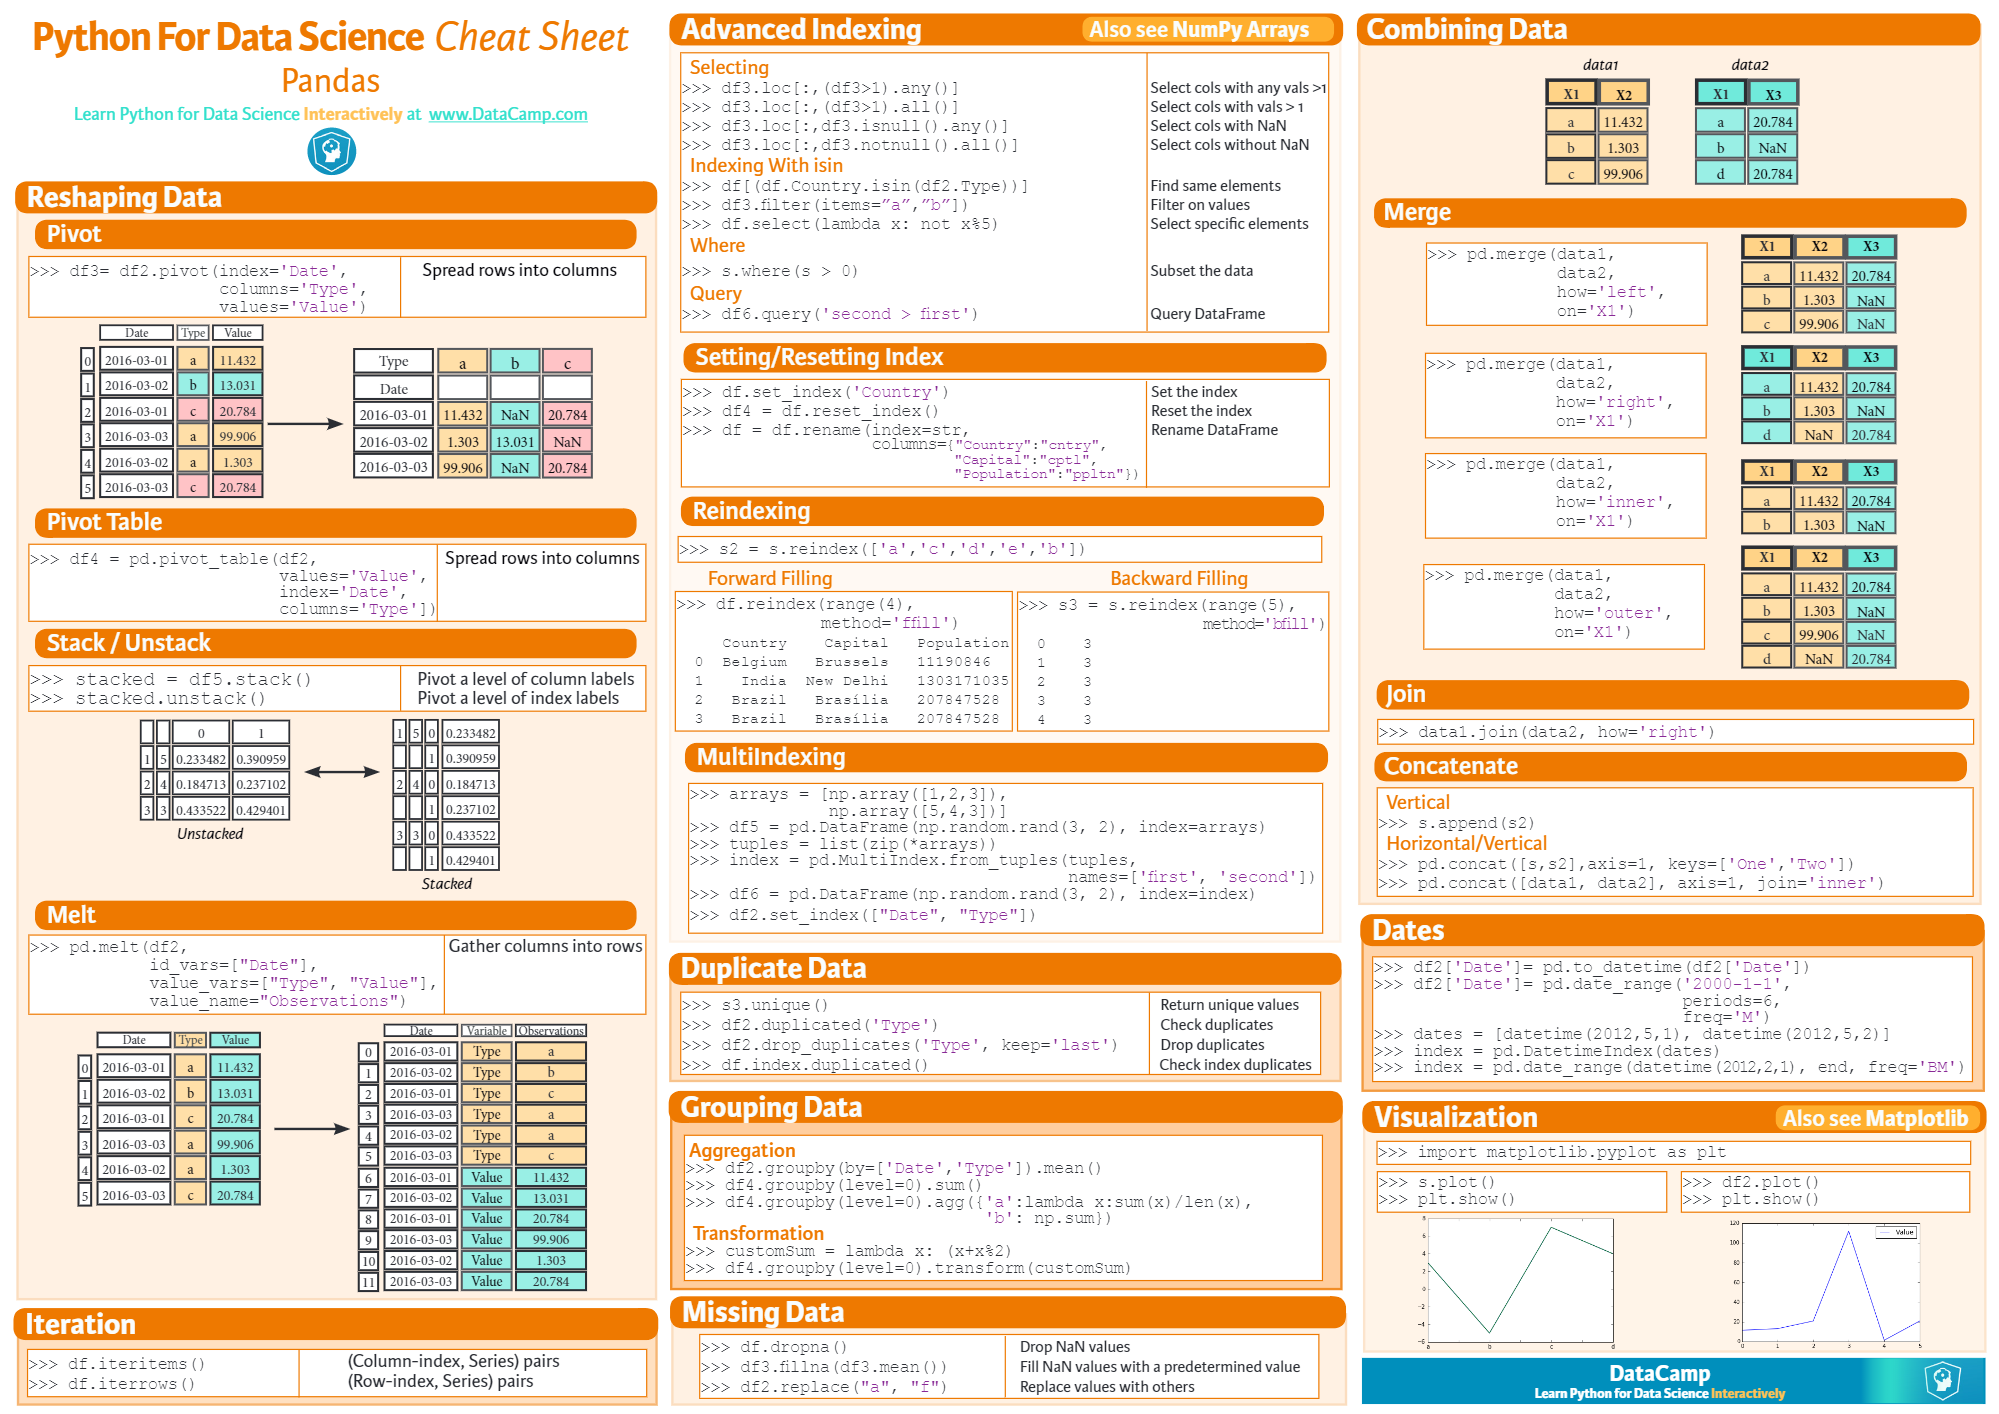 Python For Data Science Cheat Sheet
Pandas
Learn Python for Data Science Interactively at www.DataCamp.com
Reshaping Data
Pivot
>>> df3= df2.pivot(index='Date',
columns='Type',
values='Value')
Spread rows into columns
Date Type Value
0 2016-03-01 a 11.432
1 2016-03-02 b 13.031
2 2016-03-01 c 20.784
3 2016-03-03 a 99.906
4 2016-03-02 a 1.303
5 2016-03-03 c 20.784
Type a b c
Date
2016-03-01 11.432 NaN 20.784
2016-03-02 1.303 13.031 NaN
2016-03-03 99.906 NaN 20.784
Pivot Table
>>> df4 = pd.pivot_table(df2,
values='Value',
index='Date',
columns='Type'])
Spread rows into columns
Stack / Unstack
>>> stacked = df5.stack() Pivot a level of column labels
>>> stacked.unstack() Pivot a level of index labels
0 1
1 5 0.233482 0.390959
2 4 0.184713 0.237102
3 3 0.433522 0.429401
Unstacked
1 5 0 0.233482
1 0.390959
2 4 0 0.184713
1 0.237102
3 3 0 0.433522
1 0.429401
Stacked
Melt
>>> pd.melt(df2,
id_vars=["Date"],
value_vars=["Type", "Value"],
value_name="Observations")
Gather columns into rows
Date Type Value
0 2016-03-01 a 11.432
1 2016-03-02 b 13.031
2 2016-03-01 c 20.784
3 2016-03-03 a 99.906
4 2016-03-02 a 1.303
5 2016-03-03 c 20.784
Date Variable Observations
0 2016-03-01 Type a
1 2016-03-02 Type b
2 2016-03-01 Type c
3 2016-03-03 Type a
4 2016-03-02 Type a
5 2016-03-03 Type c
6 2016-03-01 Value 11.432
7 2016-03-02 Value 13.031
8 2016-03-01 Value 20.784
9 2016-03-03 Value 99.906
10 2016-03-02 Value 1.303
11 2016-03-03 Value 20.784
Iteration
>>> df.iteritems() (Column-index, Series) pairs
>>> df.iterrows() (Row-index, Series) pairs
Advanced Indexing Also see NumPy Arrays
Selecting
>>> df3.loc[:,(df3>1).any()] Select cols with any vals >1
>>> df3.loc[:,(df3>1).all()] Select cols with vals > 1
>>> df3.loc[:,df3.isnull().any()] Select cols with NaN
>>> df3.loc[:,df3.notnull().all()] Select cols without NaN
Indexing With isin
>>> df[(df.Country.isin(df2.Type))] Find same elements
>>> df3.filter(items=”a”,”b”]) Filter on values
>>> df.select(lambda x: not x%5) Select specific elements
Where
>>> s.where(s > 0) Subset the data
Query
>>> df6.query('second > first') Query DataFrame
Setting/Resetting Index
>>> df.set_index('Country') Set the index
>>> df4 = df.reset_index() Reset the index
>>> df = df.rename(index=str, Rename DataFrame
columns={"Country":"cntry",
"Capital":"cptl",
"Population":"ppltn"})
Reindexing
>>> s2 = s.reindex(['a','c','d','e','b'])
Forward Filling
>>> df.reindex(range(4),
method='ffill')
Country Capital Population
0 Belgium Brussels 11190846
1 India New Delhi 1303171035
2 Brazil Brasília 207847528
3 Brazil Brasília 207847528
Backward Filling
>>> s3 = s.reindex(range(5),
method='bfill')
0 3
1 3
2 3
3 3
4 3
MultiIndexing
>>> arrays = [np.array([1,2,3]),
np.array([5,4,3])]
>>> df5 = pd.DataFrame(np.random.rand(3, 2), index=arrays)
>>> tuples = list(zip(*arrays))
>>> index = pd.MultiIndex.from_tuples(tuples,
names=['first', 'second'])
>>> df6 = pd.DataFrame(np.random.rand(3, 2), index=index)
>>> df2.set_index(["Date", "Type"])
Duplicate Data
>>> s3.unique() Return unique values
>>> df2.duplicated('Type') Check duplicates
>>> df2.drop_duplicates('Type', keep='last') Drop duplicates
>>> df.index.duplicated() Check index duplicates
Grouping Data
Aggregation
>>> df2.groupby(by=['Date','Type']).mean()
>>> df4.groupby(level=0).sum()
>>> df4.groupby(level=0).agg({'a':lambda x:sum(x)/len(x),
'b': np.sum})
Transformation
>>> customSum = lambda x: (x+x%2)
>>> df4.groupby(level=0).transform(customSum)
Missing Data
>>> df.dropna() Drop NaN values
>>> df3.fillna(df3.mean()) Fill NaN values with a predetermined value
>>> df2.replace("a", "f") Replace values with others
Combining Data
data1
X1 X2
a 11.432
b 1.303
c 99.906
data2
X1 X3
a 20.784
b NaN
d 20.784
Merge
>>> pd.merge(data1,
data2,
how='left',
on='X1')
X1 X2 X3
a 11.432 20.784
b 1.303 NaN
c 99.906 NaN
>>> pd.merge(data1,
data2,
how='right',
on='X1')
X1 X2 X3
a 11.432 20.784
b 1.303 NaN
d NaN 20.784
>>> pd.merge(data1,
data2,
how='inner',
on='X1')
X1 X2 X3
a 11.432 20.784
b 1.303 NaN
>>> pd.merge(data1,
data2,
how='outer',
on='X1')
X1 X2 X3
a 11.432 20.784
b 1.303 NaN
c 99.906 NaN
d NaN 20.784
Join
>>> data1.join(data2, how='right')
Concatenate
Vertical
>>> s.append(s2)
Horizontal/Vertical
>>> pd.concat([s,s2],axis=1, keys=['One','Two'])
>>> pd.concat([data1, data2], axis=1, join='inner')
Dates
>>> df2['Date']= pd.to_datetime(df2['Date'])
>>> df2['Date']= pd.date_range('2000-1-1',
periods=6,
freq='M')
>>> dates = [datetime(2012,5,1), datetime(2012,5,2)]
>>> index = pd.DatetimeIndex(dates)
>>> index = pd.date_range(datetime(2012,2,1), end, freq='BM')
Visualization Also see Matplotlib
>>> import matplotlib.pyplot as plt
>>> s.plot()
>>> plt.show()
8
6
4
2
0
−2
−4
−6
a b c d
>>> df2.plot()
>>> plt.show()
Value
120
100
80
60
40
20
0
0 1 2 3 4 5
DataCamp
Learn Python for Data Science Interactively